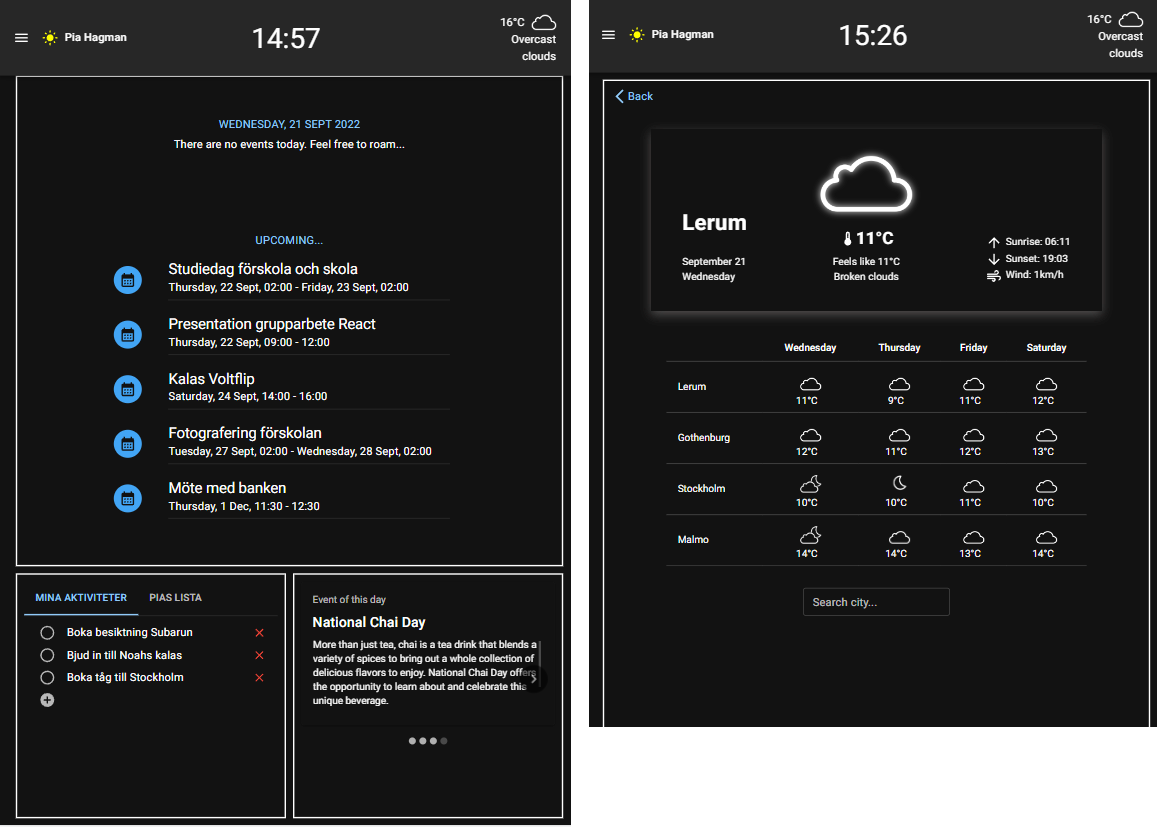 Pia Hagman
14:57
16°C
Overcast
clouds
WEDNESDAY, 21 SEPT 2022
There are no events today. Feel free to roam...
UPCOMING...
Studiedag förskola och skola
Thursday, 22 Sept, 02:00 - Friday, 23 Sept, 02:00
Presentation grupparbete React
Thursday, 22 Sept, 09:00 - 12:00
Kalas Voltflip
Saturday, 24 Sept, 14:00 - 16:00
Fotografering förskolan
Tuesday, 27 Sept, 02:00 - Wednesday, 28 Sept, 02:00
Möte med banken
Thursday, 1 Dec, 11:30 - 12:30
MINA AKTIVITETER PIAS LISTA
Boka besiktning Subarun
Bjud in till Noahs kalas
Boka tåg till Stockholm
Event of this day
National Chai Day
More than just tea, chai is a tea drink that blends a
variety of spices to bring out a whole collection of
delicious flavors to enjoy. National Chai Day offers
the opportunity to learn about and celebrate this
unique beverage.
Pia Hagman
15:26
16°C
Overcast
clouds
Back
Lerum
September 21
Wednesday
11°C
Feels like 11°C
Broken clouds
Sunrise: 06:11
Sunset: 19:03
Wind: 1km/h
Wednesday Thursday Friday Saturday
Lerum 11°C 9°C 11°C 12°C
Gothenburg 12°C 11°C 12°C 13°C
Stockholm 10°C 10°C 11°C 10°C
Malmo 14°C 14°C 13°C 14°C
Search city...